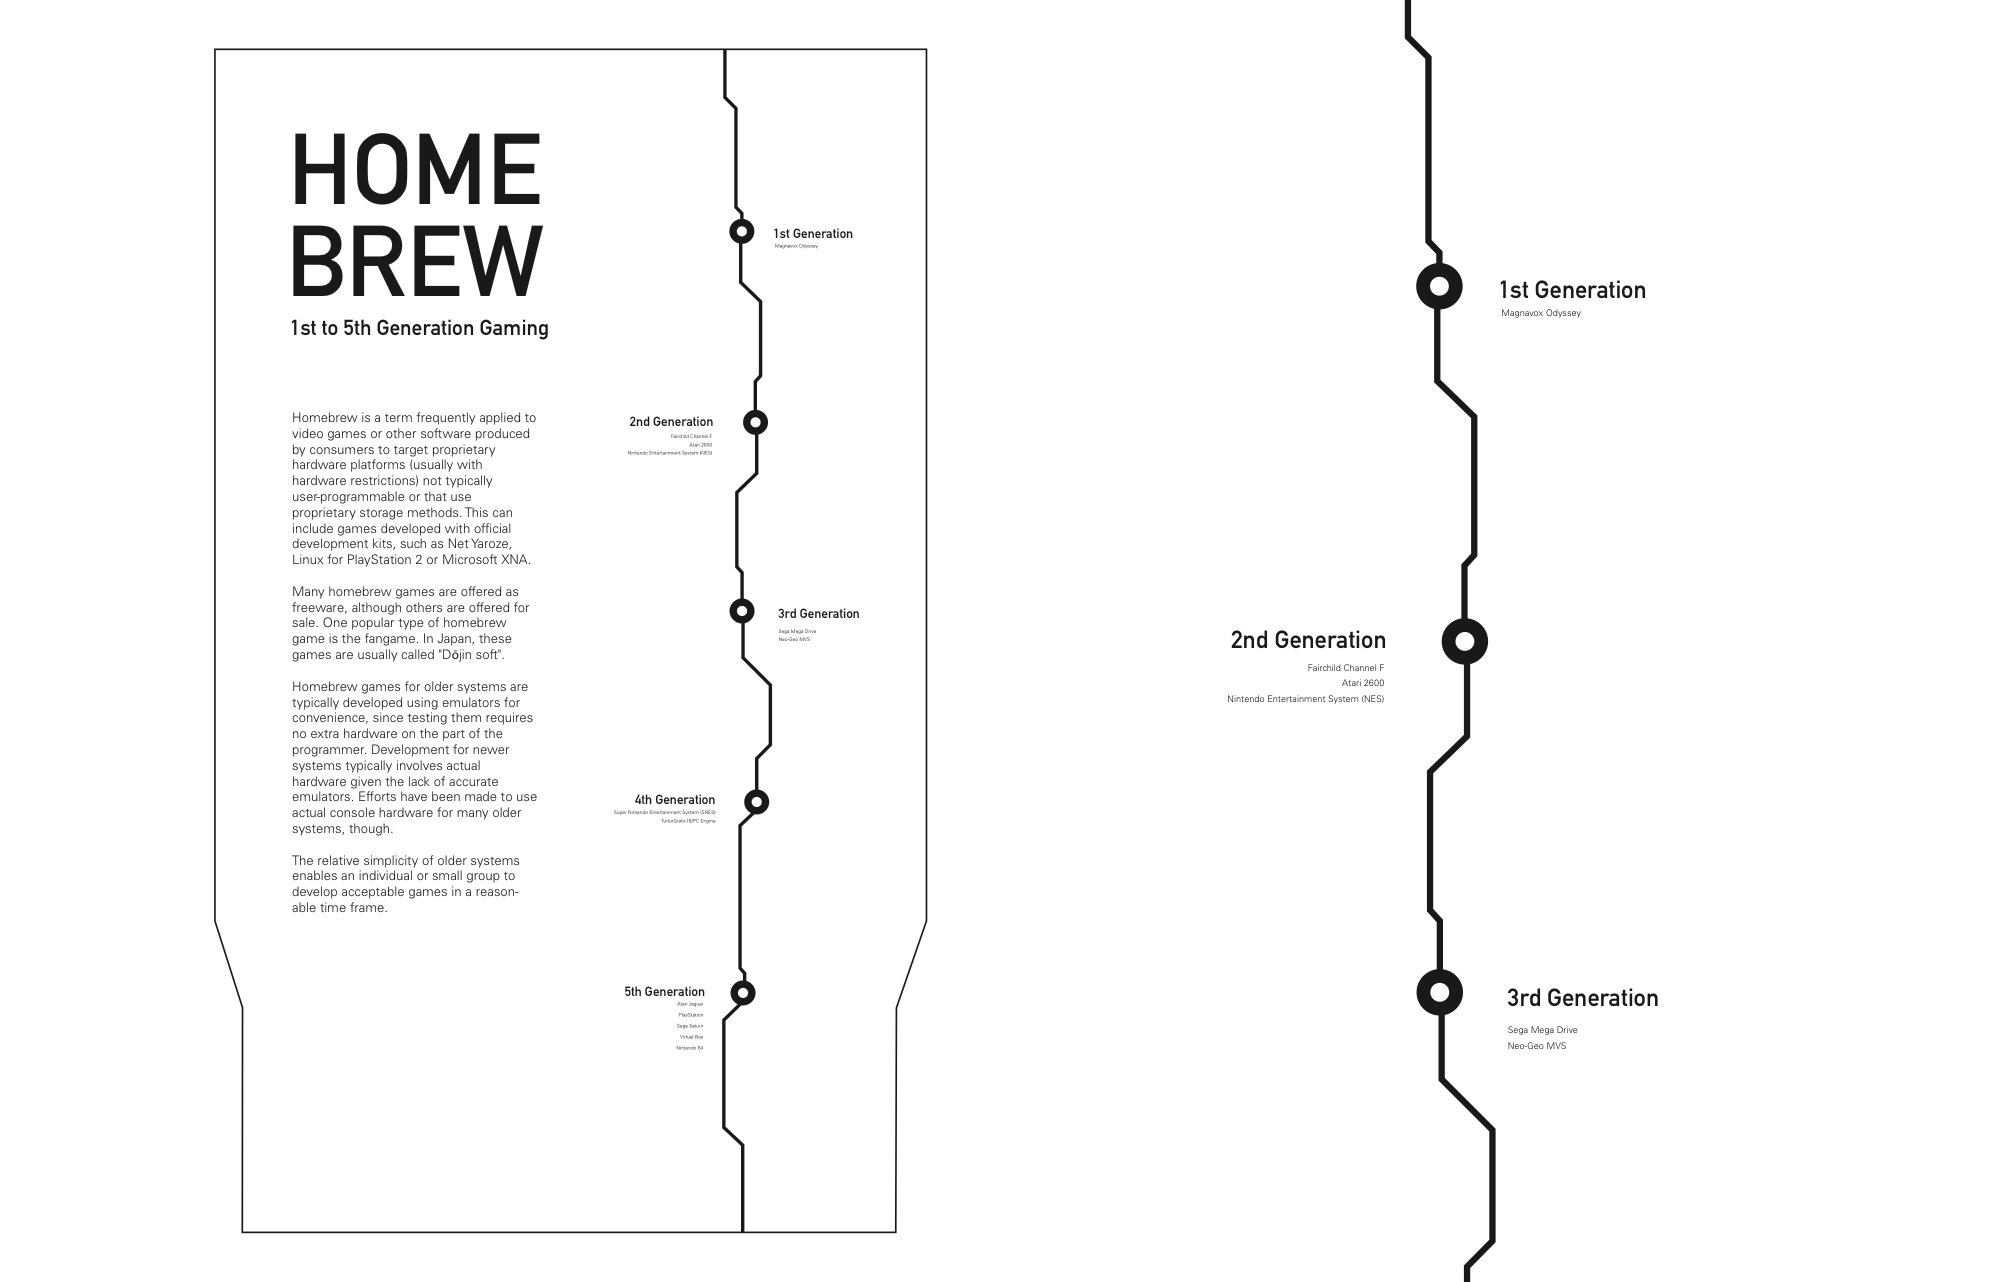 HOME
BREW
1st to 5th Generation Gaming
Homebrew is a term frequently applied to
video games or other software produced
by consumers to target proprietary
hardware platforms (usually with
hardware restrictions) not typically
user-programmable or that use
proprietary storage methods. This can
include games developed with official
development kits, such as Net Yaroze,
Linux for PlayStation 2 or Microsoft XNA.
Many homebrew games are offered as
freeware, although others are offered for
sale. One popular type of homebrew
game is the fangame. In Japan, these
games are usually called "Dōjin soft".
Homebrew games for older systems are
typically developed using emulators for
convenience, since testing them requires
no extra hardware on the part of the
programmer. Development for newer
systems typically involves actual
hardware given the lack of accurate
emulators. Efforts have been made to use
actual console hardware for many older
systems, though.
The relative simplicity of older systems
enables an individual or small group to
develop acceptable games in a reason-
able time frame.
1st Generation
Magnavox Odyssey
2nd Generation
Fairchild Channel F
Atari 2600
Nintendo Entertainment System (NES)
3rd Generation
Sega Mega Drive
Neo-Geo MVS
4th Generation
Super Nintendo Entertainment System (SNES)
TurboGrafx-16/PC Engine
5th Generation
Atari Jaguar
PlayStation
Sega Saturn
Virtual Boy
Nintendo 64
1st Generation
Magnavox Odyssey
2nd Generation
Fairchild Channel F
Atari 2600
Nintendo Entertainment System (NES)
3rd Generation
Sega Mega Drive
Neo-Geo MVS